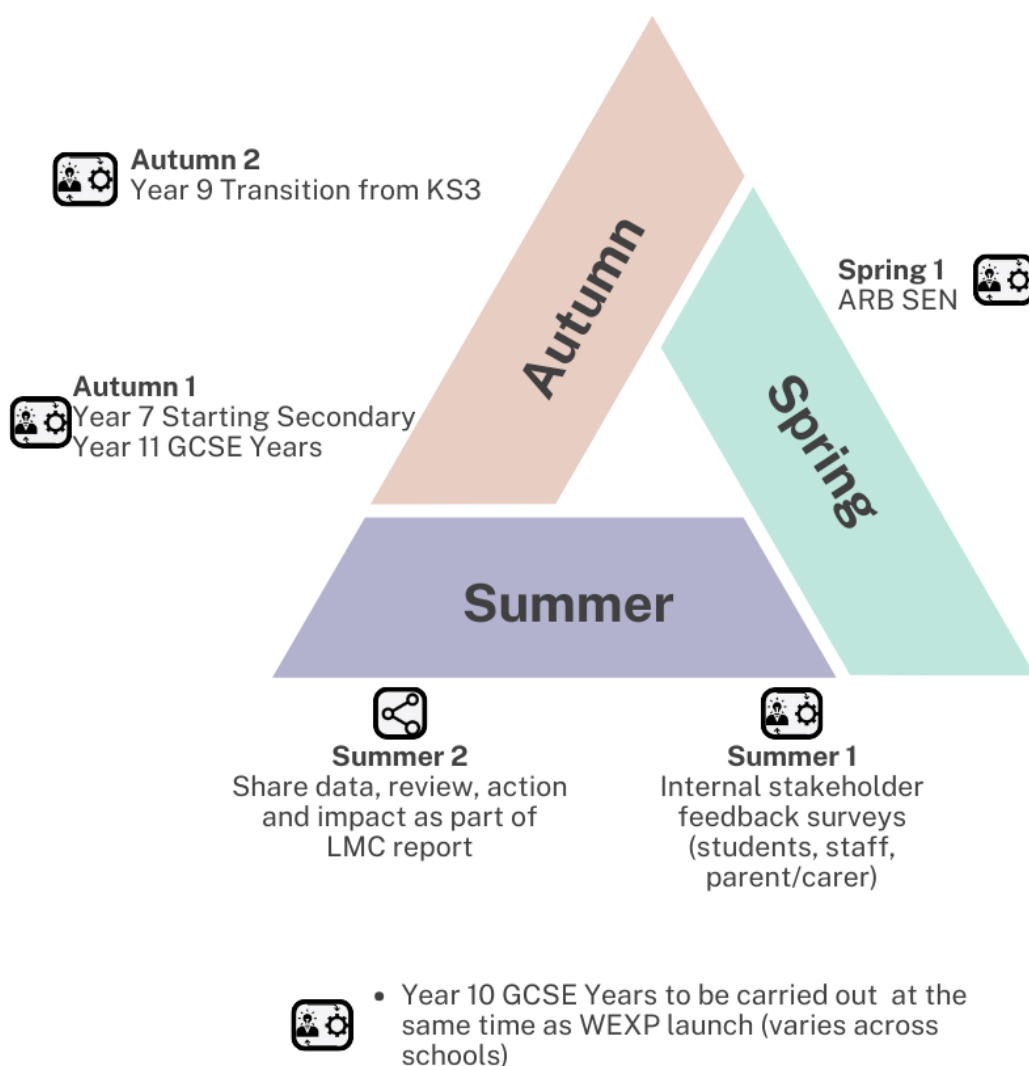 Autumn 2
Year 9 Transition from KS3
Autumn
Spring 1
ARB SEN
Autumn 1
Year 7 Starting Secondary
Year 11 GCSE Years
Spring
Summer
Summer 2
Share data, review, action
and impact as part of
LMC report
Summer 1
Internal stakeholder
feedback surveys
(students, staff,
parent/carer)
• Year 10 GCSE Years to be carried out at the
same time as WEXP launch (varies across
schools)